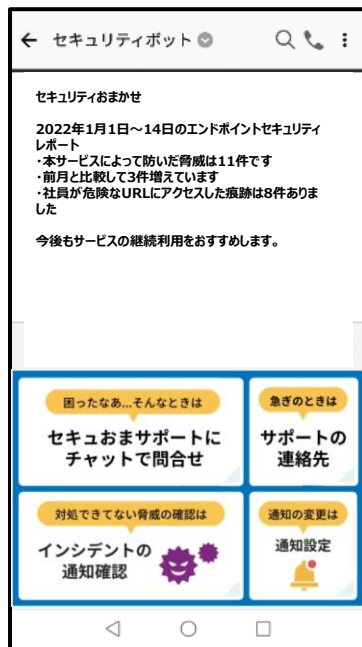 セキュリティボット
セキュリティおまかせ
2022年1月1日～14日のエンドポイントセキュリティ
レポート
・本サービスによって防いだ脅威は11件です
・前月と比較して3件増えています
・社員が危険なURLにアクセスした痕跡は8件ありま
した
今後もサービスの継続利用をおすすめします。
困ったなあ...そんなときは
セキュおまサポートに
チャットで問合せ
急ぎのときは
サポートの
連絡先
対処できてない脅威の確認は
インシデントの
通知確認
通知の変更は
通知設定